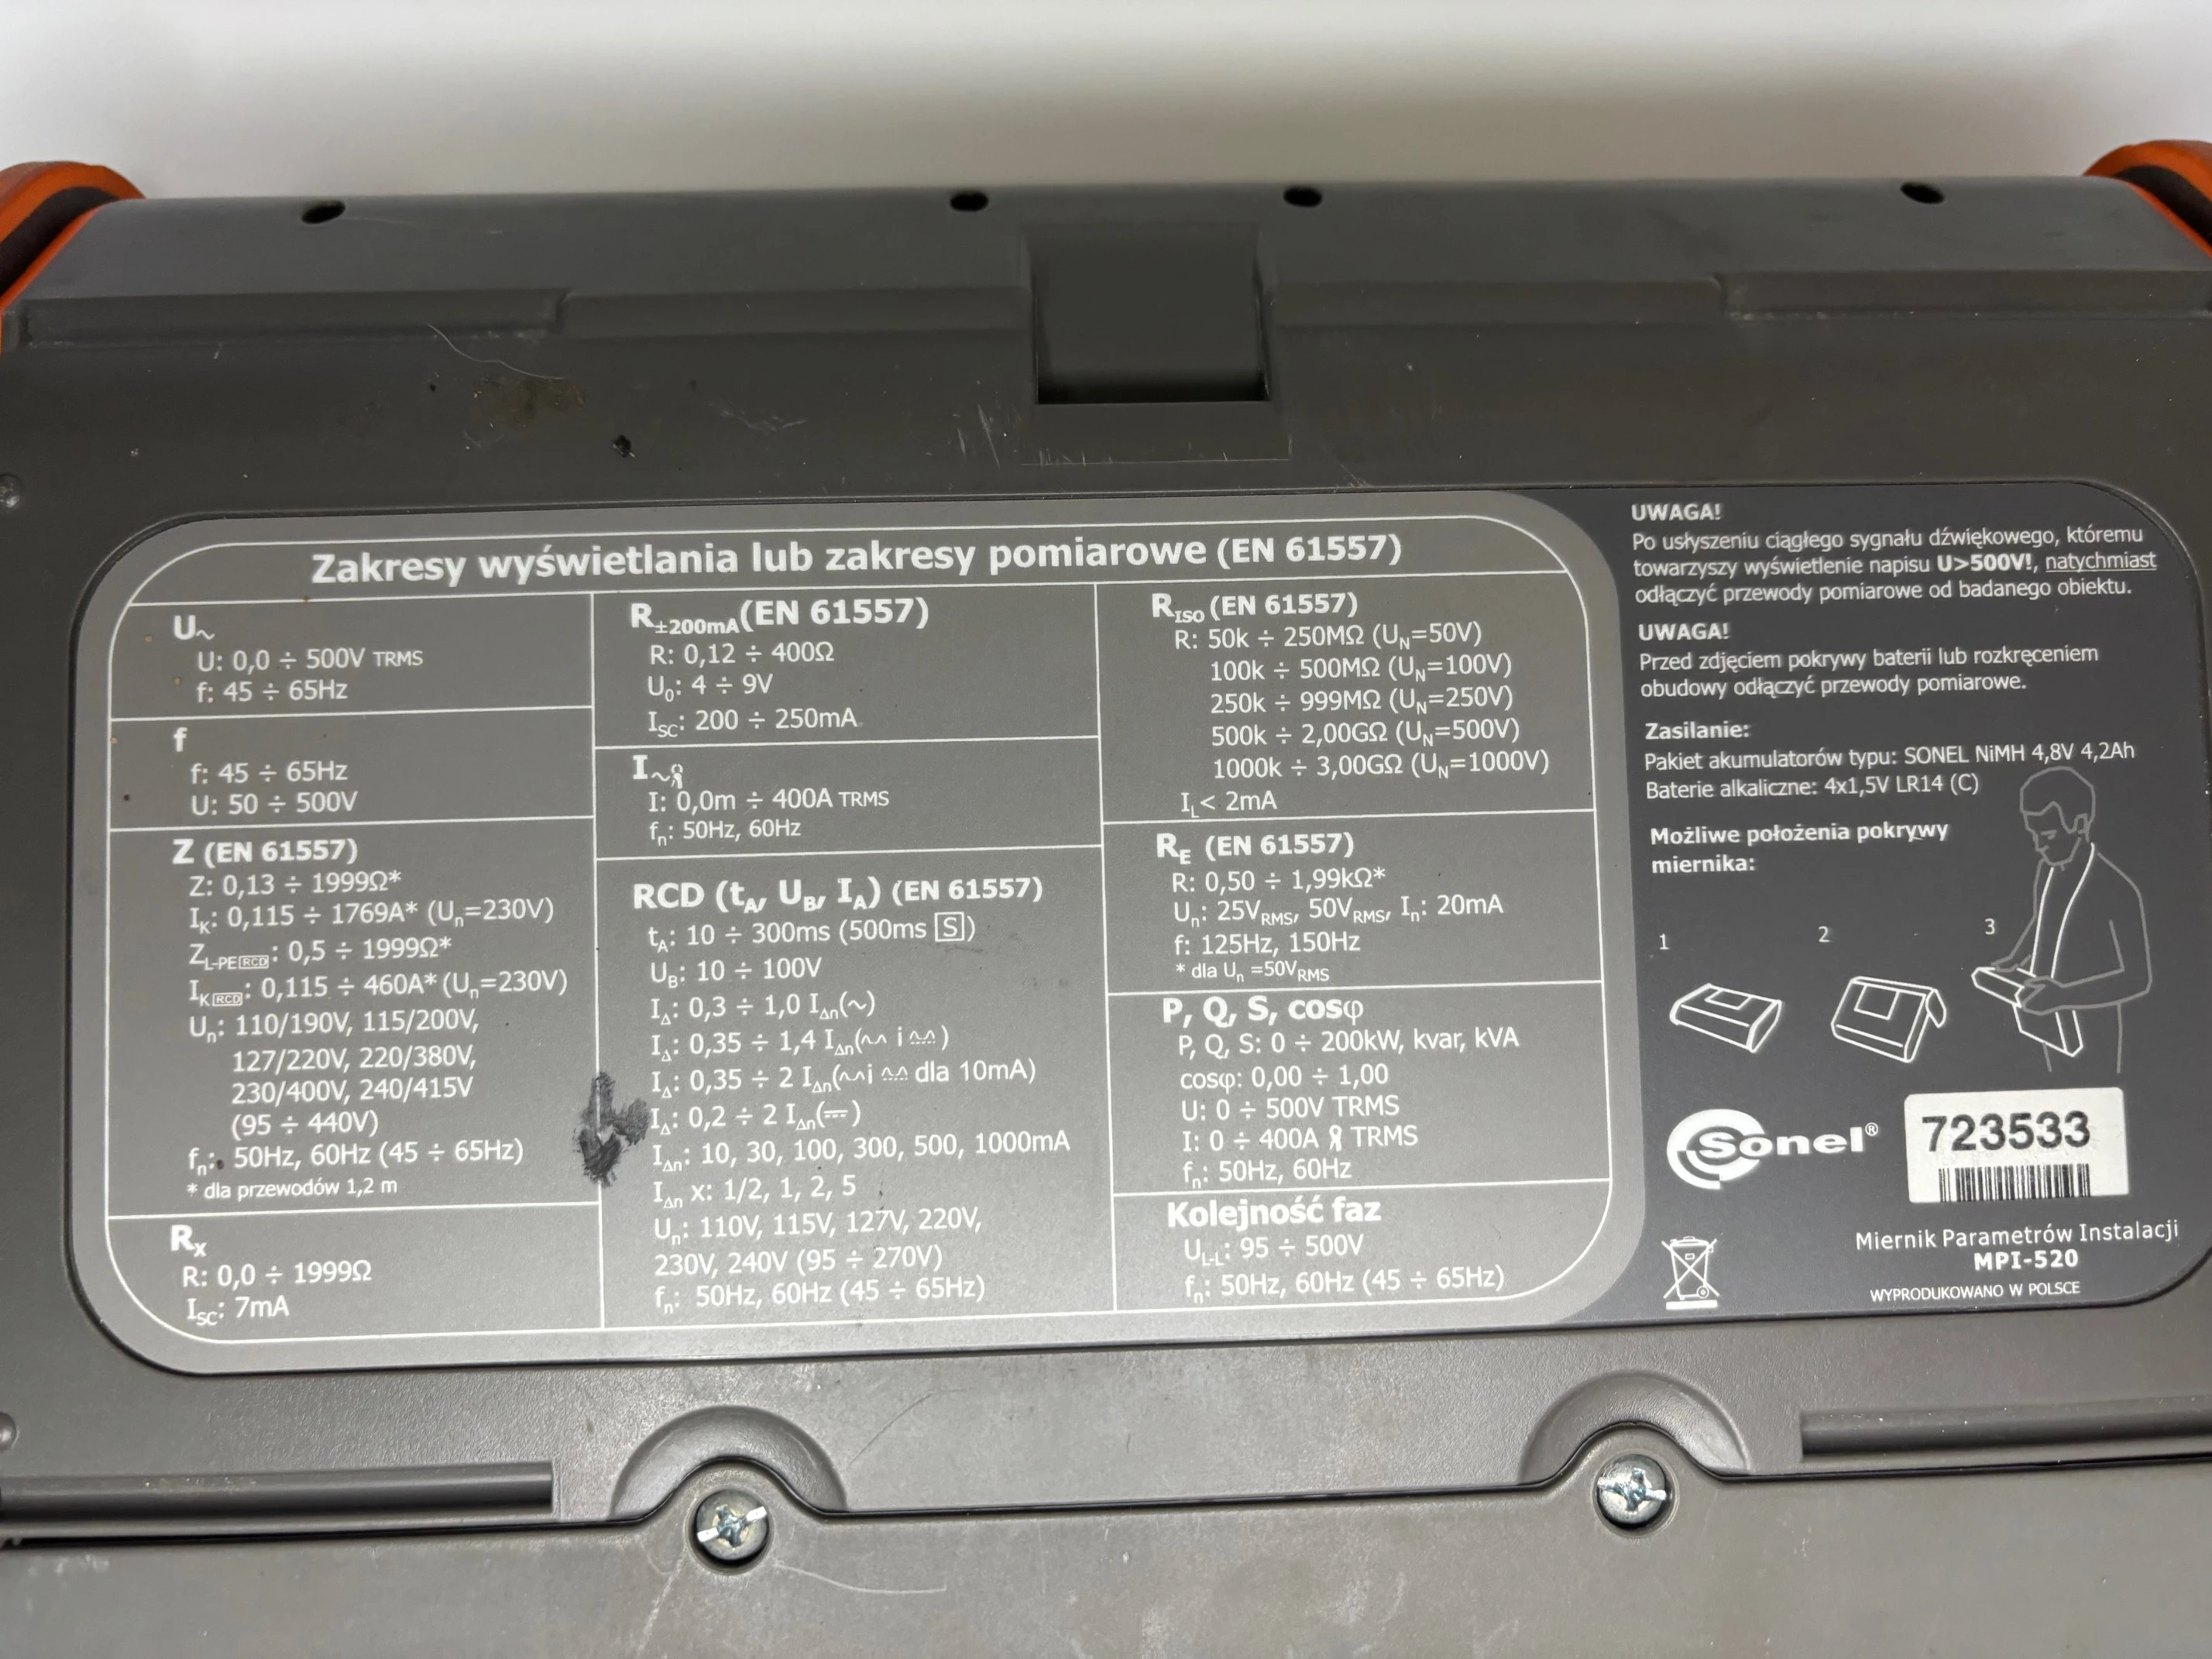 Zakresy wyświetlania lub zakresy pomiarowe (EN 61557)
U~
U: 0,0 ÷ 500V TRMS
f: 45 ÷ 65Hz
f
f: 45 ÷ 65Hz
U: 50 ÷ 500V
Z (EN 61557)
Z: 0,13 ÷ 1999Ω*
IK: 0,115 ÷ 1769A* (Un=230V)
ZL-PE RCD: 0,5 ÷ 1999Ω*
IK RCD: 0,115 ÷ 460A* (Un=230V)
Un: 110/190V, 115/200V,
127/220V, 220/380V,
230/400V, 240/415V
(95 ÷ 440V)
fn: 50Hz, 60Hz (45 ÷ 65Hz)
* dla przewodów 1,2 m
Rx
R: 0,0 ÷ 1999Ω
ISC: 7mA
R±200mA(EN 61557)
R: 0,12 ÷ 400Ω
U0: 4 ÷ 9V
ISC: 200 ÷ 250mA
I~
I: 0,0m ÷ 400A TRMS
fn: 50Hz, 60Hz
RCD (tA, UB, IA) (EN 61557)
tA: 10 ÷ 300ms (500ms S)
UB: 10 ÷ 100V
IΔ: 0,3 ÷ 1,0 IΔn(~)
IΔ: 0,35 ÷ 1,4 IΔn( i )
IΔ: 0,35 ÷ 2 IΔn( i dla 10mA)
IΔ: 0,2 ÷ 2 IΔn(⎓)
IΔn: 10, 30, 100, 300, 500, 1000mA
IΔn x: 1/2, 1, 2, 5
Un: 110V, 115V, 127V, 220V,
230V, 240V (95 ÷ 270V)
fn: 50Hz, 60Hz (45 ÷ 65Hz)
RISO (EN 61557)
R: 50k ÷ 250MΩ (UN=50V)
100k ÷ 500MΩ (UN=100V)
250k ÷ 999MΩ (UN=250V)
500k ÷ 2,00GΩ (UN=500V)
1000k ÷ 3,00GΩ (UN=1000V)
IL< 2mA
RE (EN 61557)
R: 0,50 ÷ 1,99kΩ*
Un: 25VRMS, 50VRMS, In: 20mA
f: 125Hz, 150Hz
* dla Un =50VRMS
P, Q, S, cosφ
P, Q, S: 0 ÷ 200kW, kvar, kVA
cosφ: 0,00 ÷ 1,00
U: 0 ÷ 500V TRMS
I: 0 ÷ 400A TRMS
fn: 50Hz, 60Hz
Kolejność faz
UL-L: 95 ÷ 500V
fn: 50Hz, 60Hz (45 ÷ 65Hz)
UWAGA!
Po usłyszeniu ciągłego sygnału dźwiękowego, któremu
towarzyszy wyświetlenie napisu U>500V!, natychmiast
odłączyć przewody pomiarowe od badanego obiektu.
UWAGA!
Przed zdjęciem pokrywy baterii lub rozkręceniem
obudowy odłączyć przewody pomiarowe.
Zasilanie:
Pakiet akumulatorów typu: SONEL NiMH 4,8V 4,2Ah
Baterie alkaliczne: 4x1,5V LR14 (C)
Możliwe położenia pokrywy
miernika:
1 2 3
Sonel®
723533
Miernik Parametrów Instalacji
MPI-520
WYPRODUKOWANO W POLSCE